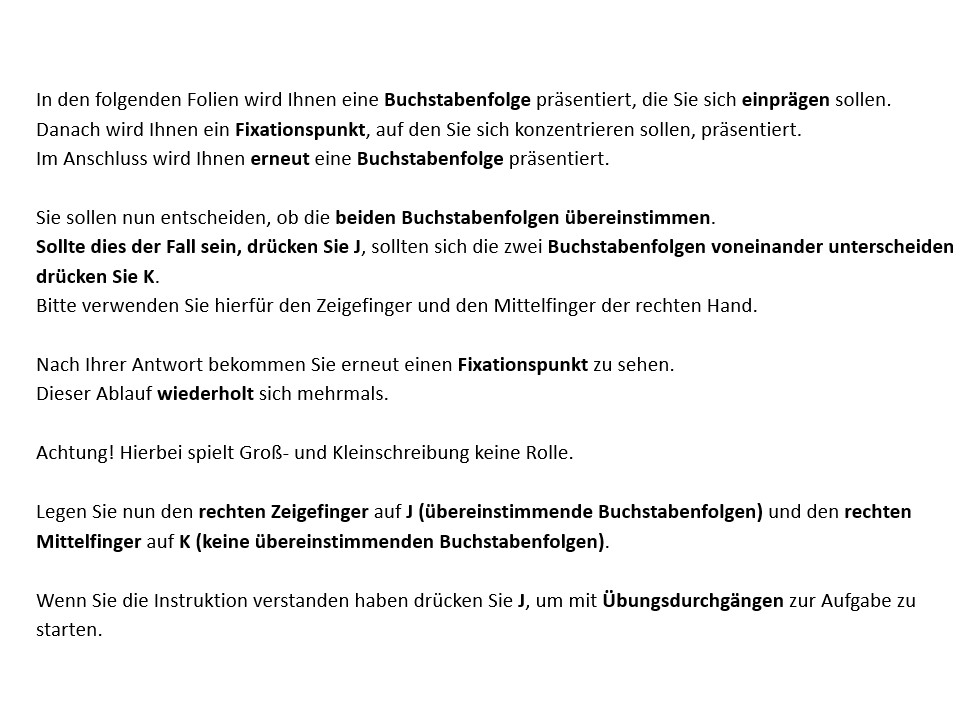 In den folgenden Folien wird Ihnen eine Buchstabenfolge präsentiert, die Sie sich einprägen sollen.
Danach wird Ihnen ein Fixationspunkt, auf den Sie sich konzentrieren sollen, präsentiert.
Im Anschluss wird Ihnen erneut eine Buchstabenfolge präsentiert.
Sie sollen nun entscheiden, ob die beiden Buchstabenfolgen übereinstimmen.
Sollte dies der Fall sein, drücken Sie J, sollten sich die zwei Buchstabenfolgen voneinander unterscheiden
drücken Sie K.
Bitte verwenden Sie hierfür den Zeigefinger und den Mittelfinger der rechten Hand.
Nach Ihrer Antwort bekommen Sie erneut einen Fixationspunkt zu sehen.
Dieser Ablauf wiederholt sich mehrmals.
Achtung! Hierbei spielt Groß- und Kleinschreibung keine Rolle.
Legen Sie nun den rechten Zeigefinger auf J (übereinstimmende Buchstabenfolgen) und den rechten
Mittelfinger auf K (keine übereinstimmenden Buchstabenfolgen).
Wenn Sie die Instruktion verstanden haben drücken Sie J, um mit Übungsdurchgängen zur Aufgabe zu
starten.